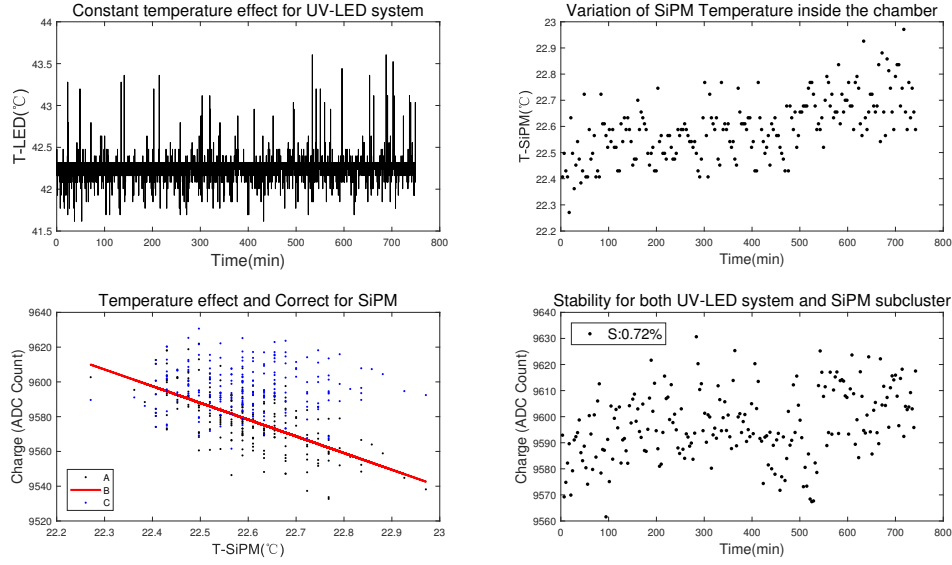 Constant temperature effect for UV-LED system
44
43.5
43
42.5
42
41.5
T-LED(℃)
0 100 200 300 400 500 600 700 800
Time(min)
Variation of SiPM Temperature inside the chamber
23
22.9
22.8
22.7
22.6
22.5
22.4
22.3
22.2
T-SiPM(℃)
0 100 200 300 400 500 600 700 800
Time(min)
Temperature effect and Correct for SiPM
9640
9620
9600
9580
9560
9540
9520
Charge (ADC Count)
A
B
C
22.2 22.3 22.4 22.5 22.6 22.7 22.8 22.9 23
T-SiPM(℃)
Stability for both UV-LED system and SiPM subcluster
9640
9630
9620
9610
9600
9590
9580
9570
9560
Charge (ADC Count)
S:0.72%
0 100 200 300 400 500 600 700 800
Time(min)